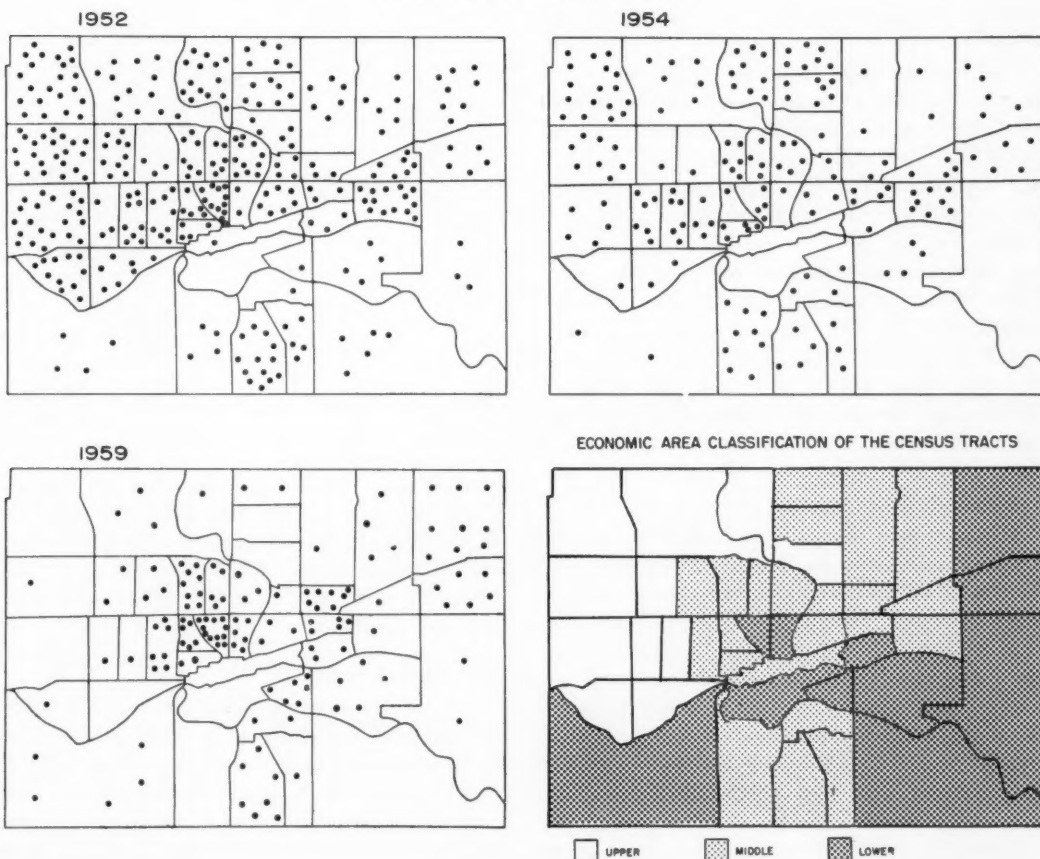 1952
1954
1959
ECONOMIC AREA CLASSIFICATION OF THE CENSUS TRACTS
UPPER
MIDDLE
LOWER